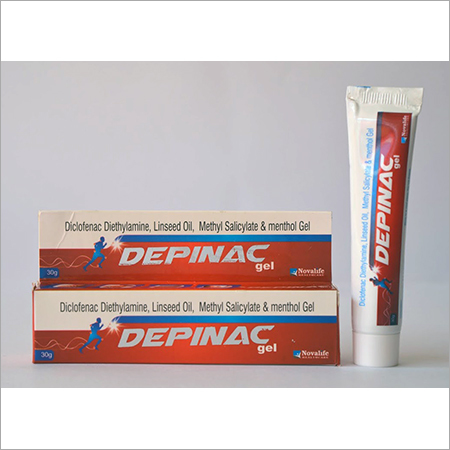 Diclofenac Diethylamine, Linseed Oil, Methyl Salicylate & menthol Gel
DEPINAC
gel
30g
Novalife
Diclofenac Diethylamine, Linseed Oil, Methyl Salicylate & menthol Gel
DEPINAC
gel
30g
Novalife
Diclofenac Diethylamine, Linseed Oil, Methyl Salicylate & menthol Gel
DEPINAC
gel
Novalife